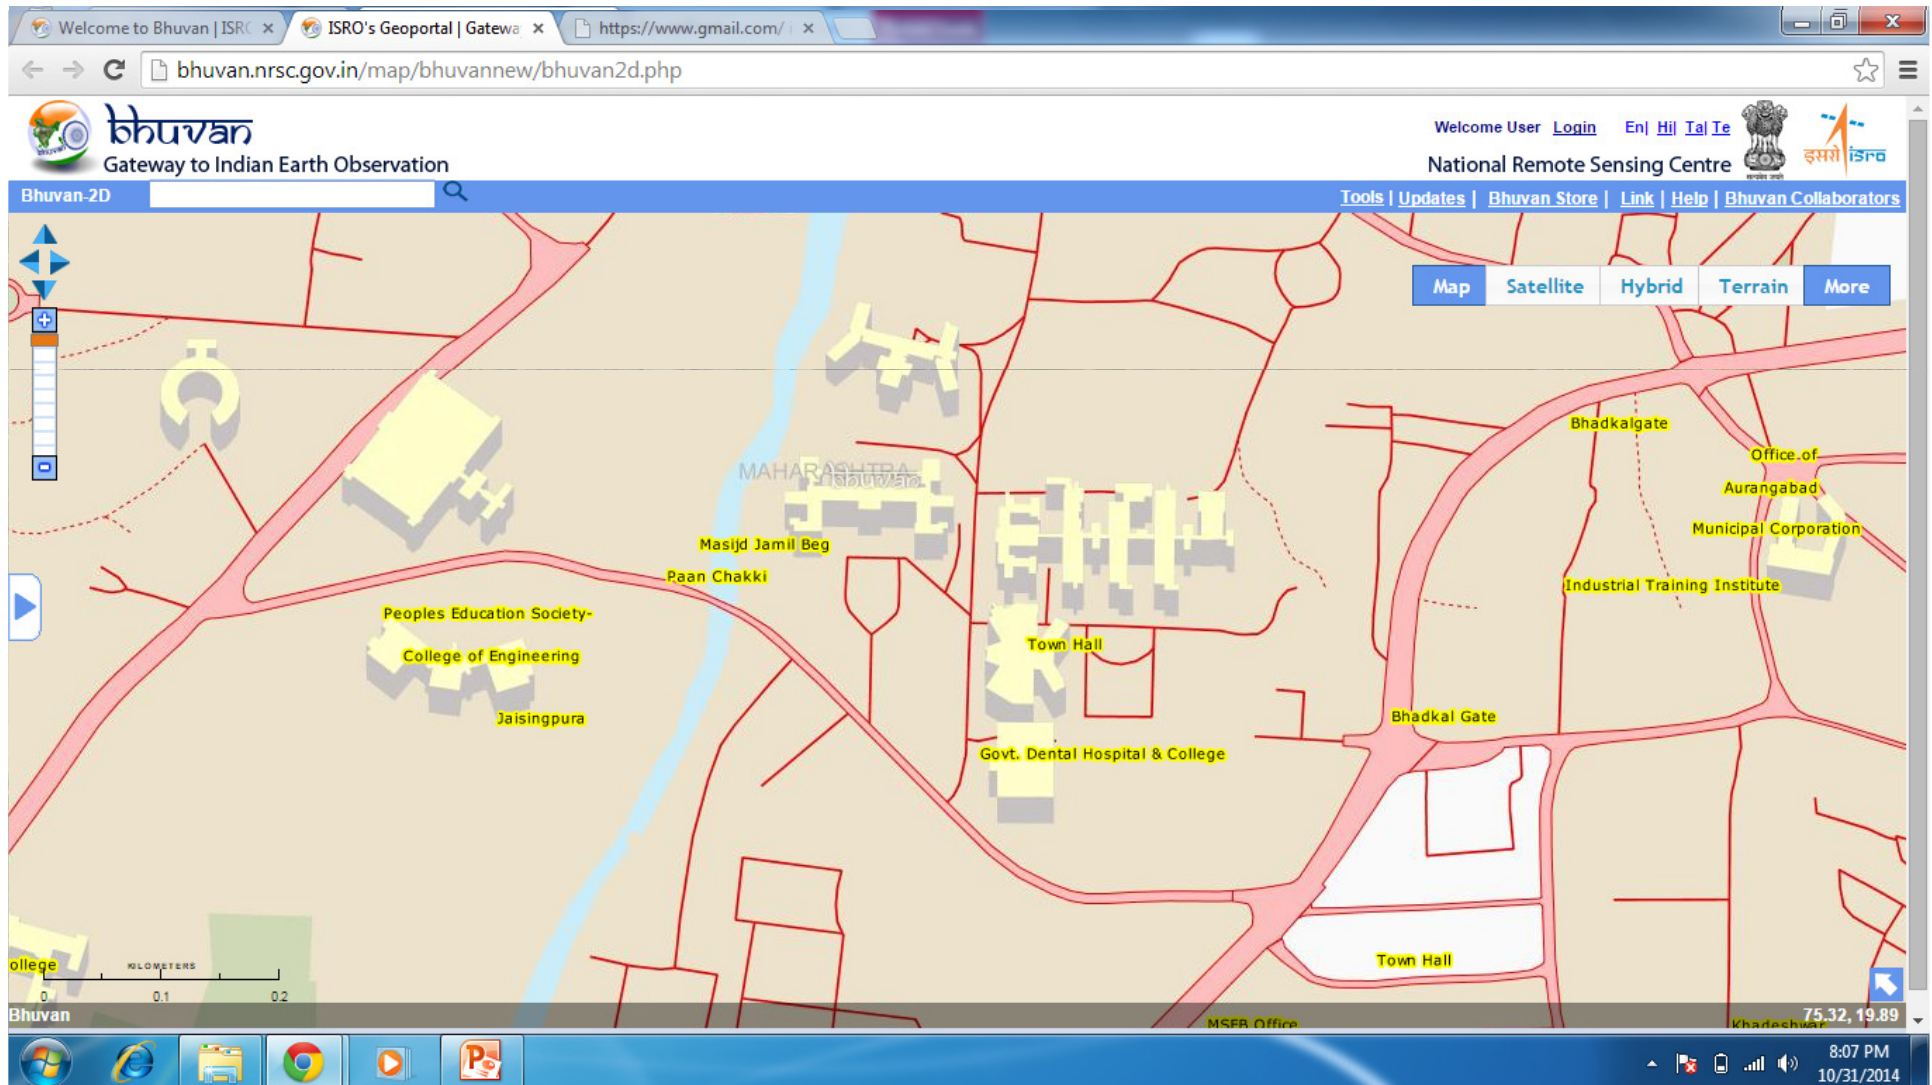 Welcome to Bhuvan | ISRC
ISRO's Geoportal | Gatewa
https://www.gmail.com/ i
bhuvan.nrsc.gov.in/map/bhuvannew/bhuvan2d.php
bhuvan
Gateway to Indian Earth Observation
Welcome User Login En| Hi| Ta| Te
National Remote Sensing Centre
इसरो isro
Bhuvan-2D
Tools | Updates | Bhuvan Store | Link | Help | Bhuvan Collaborators
Map Satellite Hybrid Terrain More
Bhadkalgate
Office.of
Aurangabad
Municipal Corporation
MAHARASHTRA
bhuvan
Masijd Jamil Beg
Paan Chakki
Industrial Training Institute
Peoples Education Society-
College of Engineering
Jaisingpura
Town Hall
Bhadkal Gate
Govt. Dental Hospital & College
Town Hall
ollege
KILOMETERS
0 0.1 0.2
Bhuvan
MSEB Office
Khadeshwar
75.32, 19.89
8:07 PM
10/31/2014